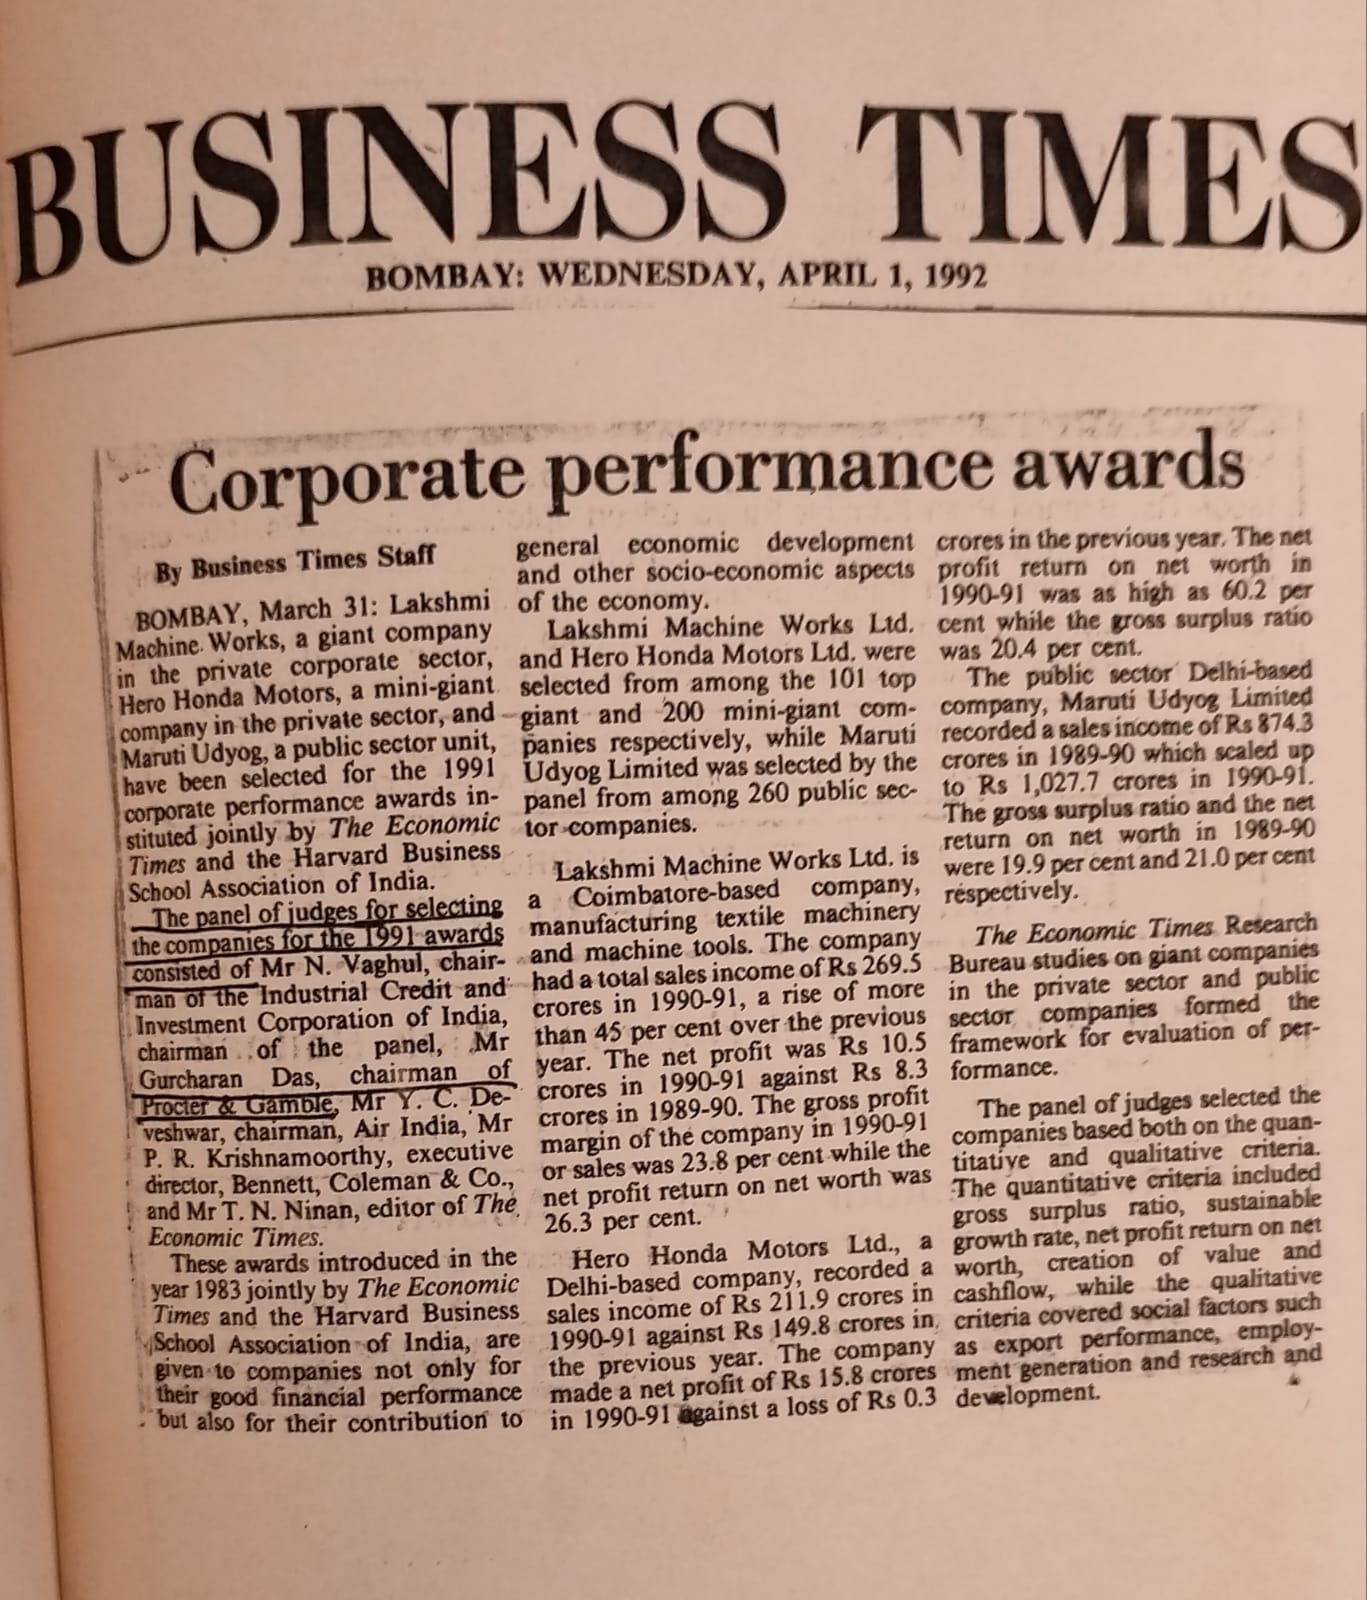 BUSINESS TIMES
BOMBAY: WEDNESDAY, APRIL 1, 1992
Corporate performance awards
By Business Times Staff
BOMBAY, March 31: Lakshmi
Machine Works, a giant company
in the private corporate sector,
Hero Honda Motors, a mini-giant
company in the private sector, and
Maruti Udyog, a public sector unit,
have been selected for the 1991
corporate performance awards in-
stituted jointly by The Economic
Times and the Harvard Business
School Association of India.
The panel of judges for selecting
the companies for the 1991 awards
consisted of Mr N. Vaghul, chair-
man of the Industrial Credit and
Investment Corporation of India,
chairman of the panel, Mr
Gurcharan Das, chairman of
Procter & Gamble, Mr Y. C. De-
veshwar, chairman, Air India, Mr
P. R. Krishnamoorthy, executive
director, Bennett, Coleman & Co.,
and Mr T. N. Ninan, editor of The
Economic Times.
These awards introduced in the
year 1983 jointly by The Economic
Times and the Harvard Business
School Association of India, are
given to companies not only for
their good financial performance
but also for their contribution to
general economic development
and other socio-economic aspects
of the economy.
Lakshmi Machine Works Ltd.
and Hero Honda Motors Ltd. were
selected from among the 101 top
giant and 200 mini-giant com-
panies respectively, while Maruti
Udyog Limited was selected by the
panel from among 260 public sec-
tor companies.
Lakshmi Machine Works Ltd. is
a Coimbatore-based company,
manufacturing textile machinery
and machine tools. The company
had a total sales income of Rs 269.5
crores in 1990-91, a rise of more
than 45 per cent over the previous
year. The net profit was Rs 10.5
crores in 1990-91 against Rs 8.3
crores in 1989-90. The gross profit
margin of the company in 1990-91
or sales was 23.8 per cent while the
net profit return on net worth was
26.3 per cent.
Hero Honda Motors Ltd., a
Delhi-based company, recorded a
sales income of Rs 211.9 crores in
1990-91 against Rs 149.8 crores in
the previous year. The company
made a net profit of Rs 15.8 crores
in 1990-91 against a loss of Rs 0.3
crores in the previous year. The net
profit return on net worth in
1990-91 was as high as 60.2 per
cent while the gross surplus ratio
was 20.4 per cent.
The public sector Delhi-based
company, Maruti Udyog Limited
recorded a sales income of Rs 874.3
crores in 1989-90 which scaled up
to Rs 1,027.7 crores in 1990-91.
The gross surplus ratio and the net
return on net worth in 1989-90
were 19.9 per cent and 21.0 per cent
respectively.
The Economic Times Research
Bureau studies on giant companies
in the private sector and public
sector companies formed the
framework for evaluation of per-
formance.
The panel of judges selected the
companies based both on the quan-
titative and qualitative criteria.
The quantitative criteria included
gross surplus ratio, sustainable
growth rate, net profit return on net
worth, creation of value and
cashflow, while the qualitative
criteria covered social factors such
as export performance, employ-
ment generation and research and
development.